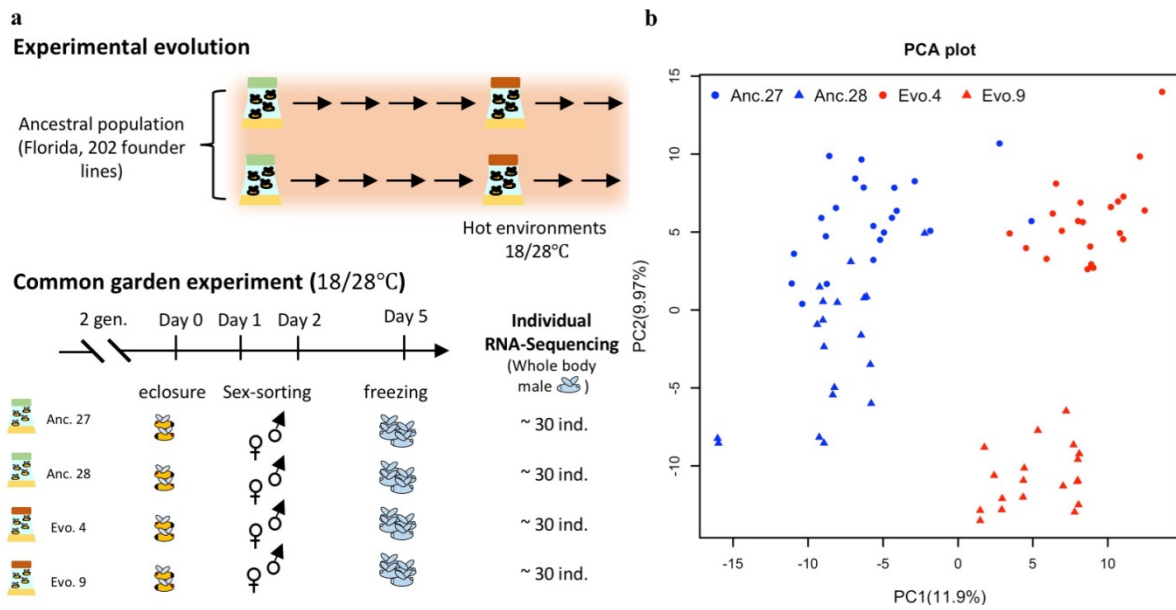 a
Experimental evolution
Ancestral population
(Florida, 202 founder
lines)
Hot environments
18/28°C
Common garden experiment (18/28°C)
2 gen.
Day 0
Day 1
Day 2
Day 5
Individual
RNA-Sequencing
(Whole body
male )
eclosure
Sex-sorting
freezing
Anc. 27
~ 30 ind.
Anc. 28
~ 30 ind.
Evo. 4
~ 30 ind.
Evo. 9
~ 30 ind.
b
PCA plot
Anc.27 Anc.28 Evo.4 Evo.9
PC2(9.97%)
15
10
5
0
-5
-10
-15 -10 -5 0 5 10
PC1(11.9%)